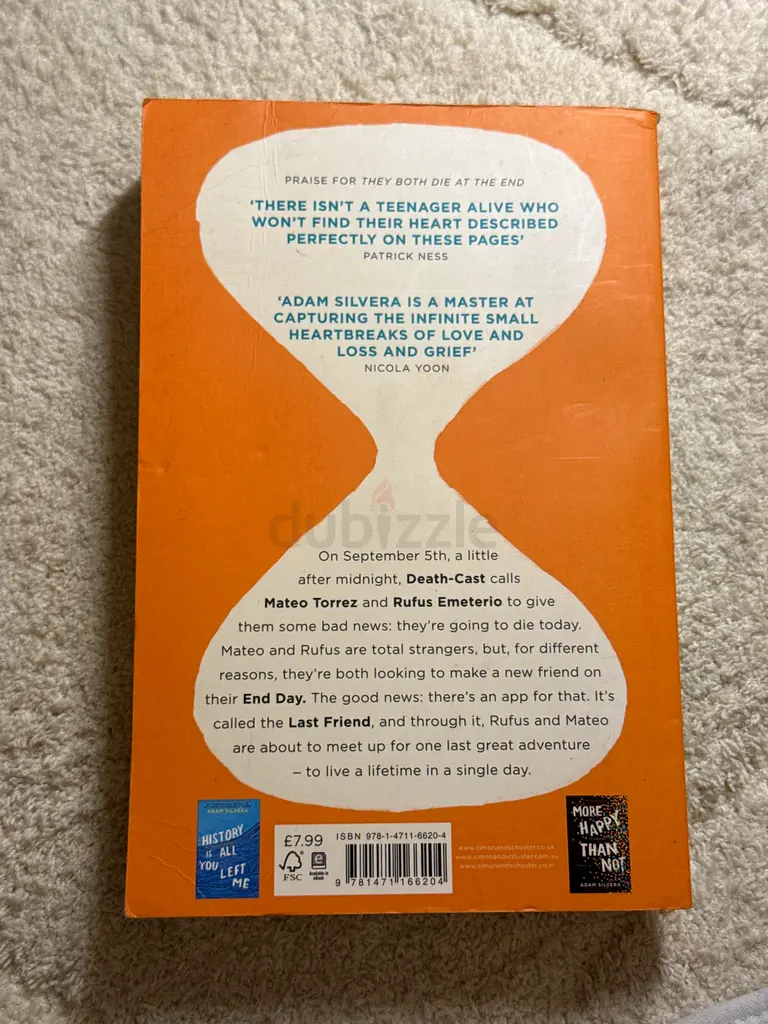 PRAISE FOR THEY BOTH DIE AT THE END
‘THERE ISN’T A TEENAGER ALIVE WHO
WON’T FIND THEIR HEART DESCRIBED
PERFECTLY ON THESE PAGES’
PATRICK NESS
‘ADAM SILVERA IS A MASTER AT
CAPTURING THE INFINITE SMALL
HEARTBREAKS OF LOVE AND
LOSS AND GRIEF’
NICOLA YOON
dubizzle
On September 5th, a little
after midnight, Death-Cast calls
Mateo Torrez and Rufus Emeterio to give
them some bad news: they’re going to die today.
Mateo and Rufus are total strangers, but, for different
reasons, they’re both looking to make a new friend on
their End Day. The good news: there’s an app for that. It’s
called the Last Friend, and through it, Rufus and Mateo
are about to meet up for one last great adventure
– to live a lifetime in a single day.
ADAM SILVERA
HISTORY
IS ALL
YOU LEFT
ME
£7.99
FSC
e
Available in
eBook
ISBN 978-1-4711-6620-4
9 781471 166204
www.simonandschuster.co.uk
www.simonandschuster.com.au
www.simonandschuster.co.in
MORE
HAPPY
THAN
NOT
ADAM SILVERA